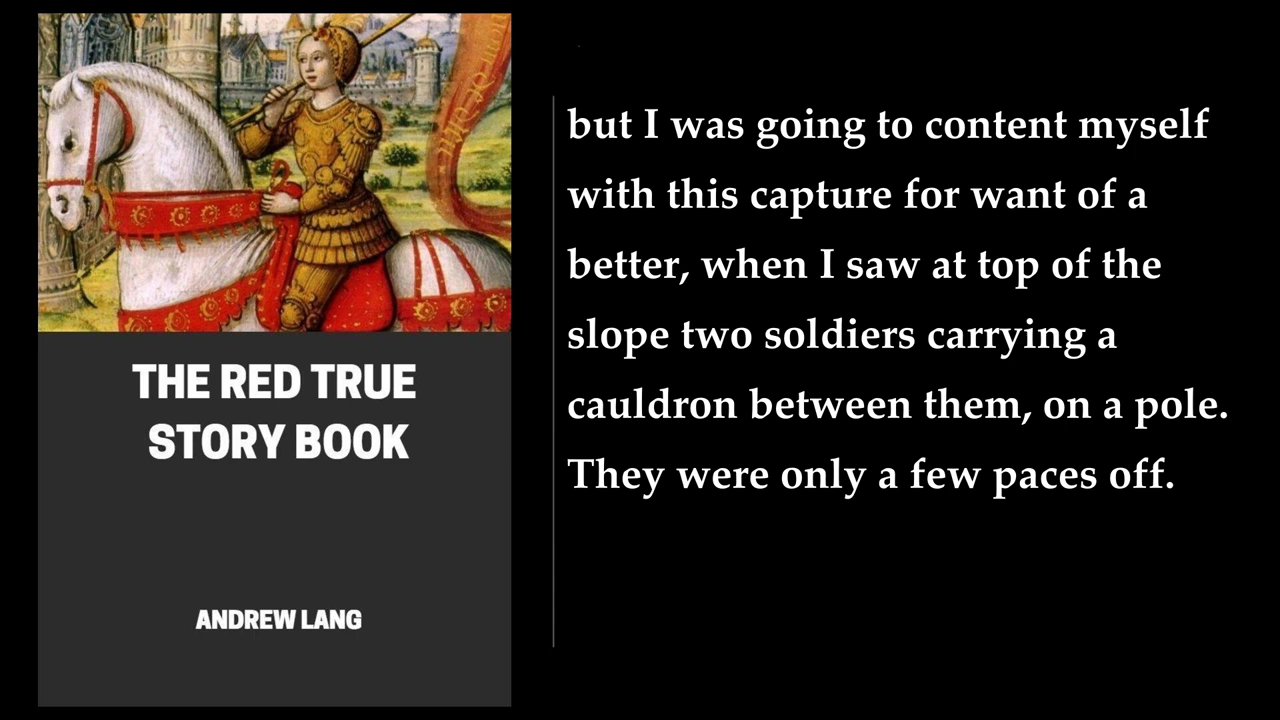 THE RED TRUE
STORY BOOK
ANDREW LANG
but I was going to content myself
with this capture for want of a
better, when I saw at top of the
slope two soldiers carrying a
cauldron between them, on a pole.
They were only a few paces off.